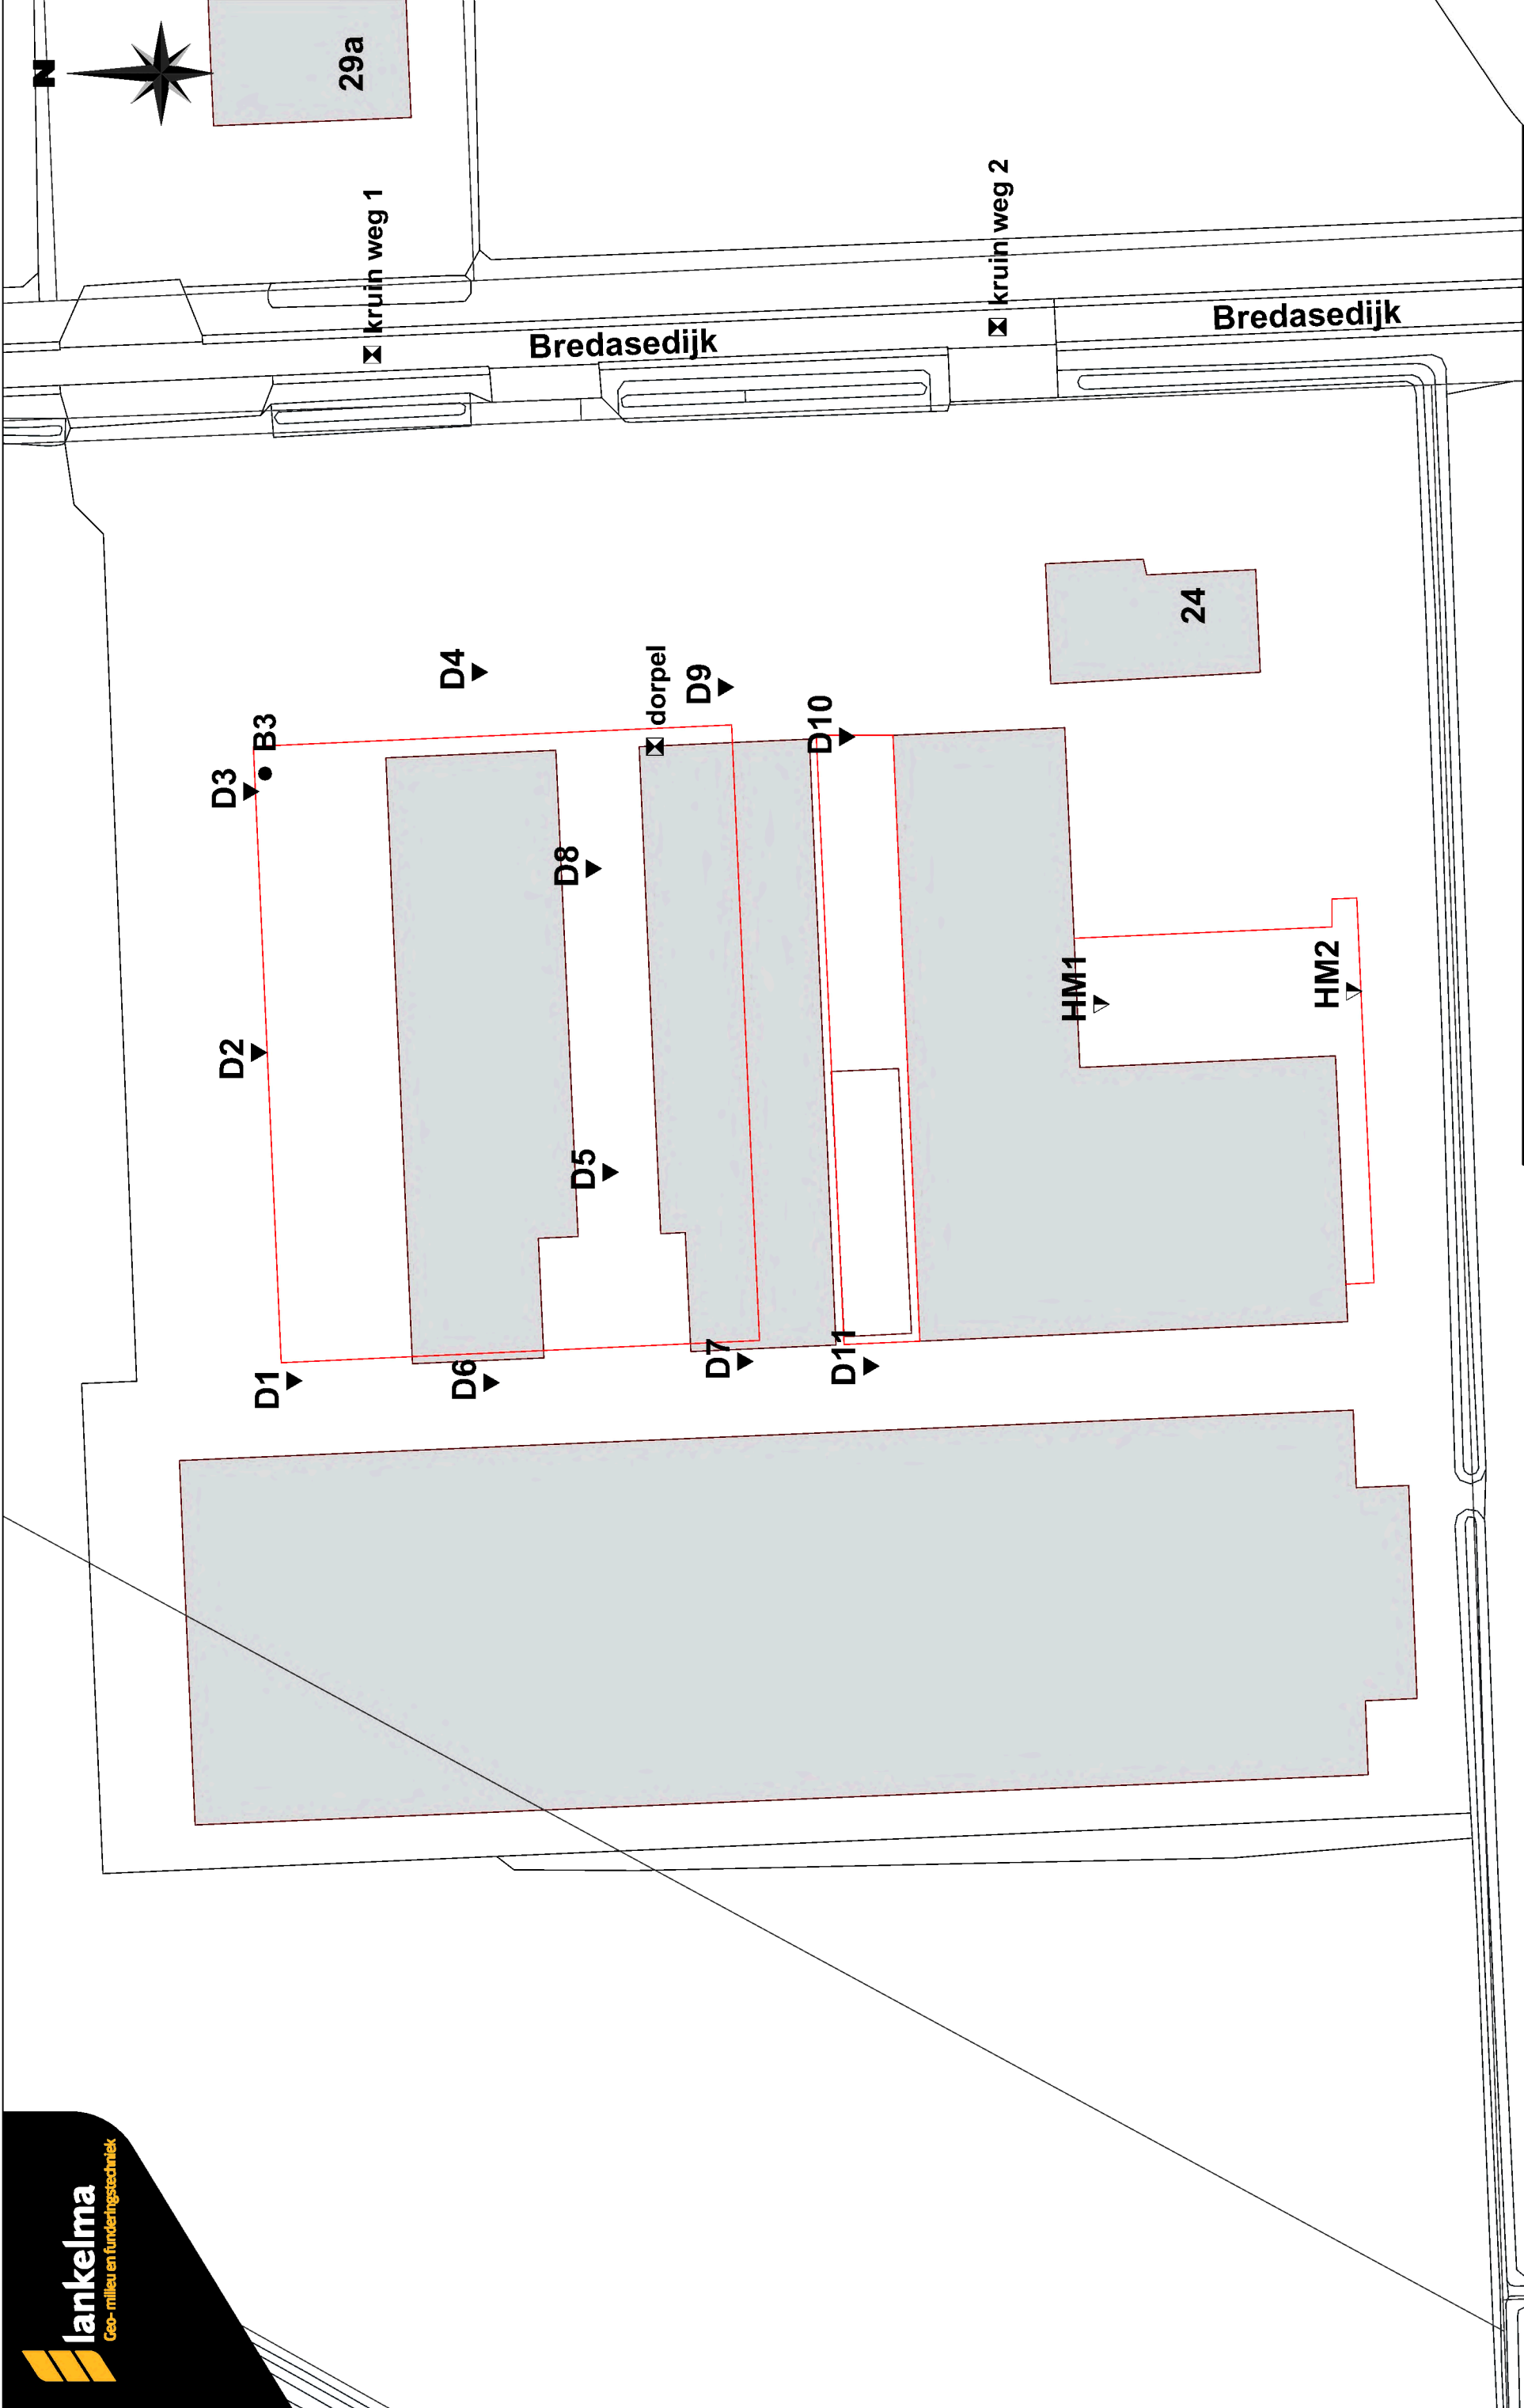 N
29a
kruin weg 1
kruin weg 2
Bredasedijk
Bredasedijk
24
D4
dorpel
D9
B3
D10
D3
D8
HM1
HM2
D2
D5
D11
D7
D6
D1
lankelma
Geo- milieu en funderingstechniek